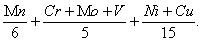 Mn/6 + (Cr + Mo + V)/5 + (Ni + Cu)/15.